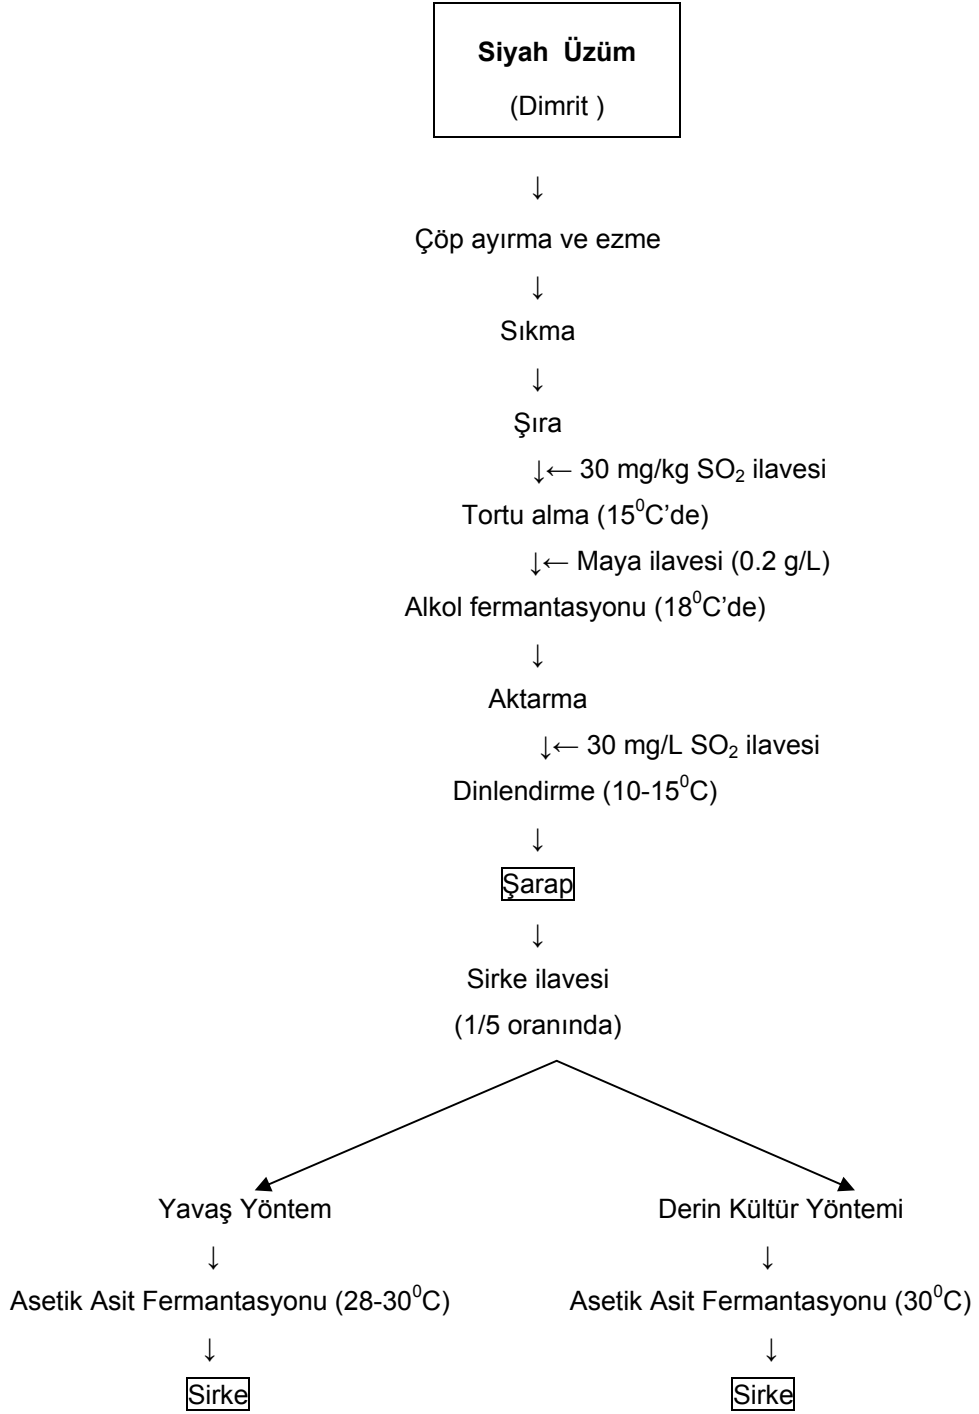 Siyah Üzüm
(Dimrit )
↓
Çöp ayırma ve ezme
↓
Sıkma
↓
Şıra
↓← 30 mg/kg SO₂ ilavesi
Tortu alma (15⁰C’de)
↓← Maya ilavesi (0.2 g/L)
Alkol fermantasyonu (18⁰C’de)
↓
Aktarma
↓← 30 mg/L SO₂ ilavesi
Dinlendirme (10-15⁰C)
↓
Şarap
↓
Sirke ilavesi
(1/5 oranında)
Yavaş Yöntem
↓
Asetik Asit Fermantasyonu (28-30⁰C)
↓
Sirke
Derin Kültür Yöntemi
↓
Asetik Asit Fermantasyonu (30⁰C)
↓
Sirke